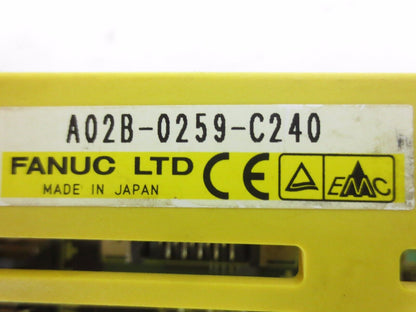 A02B-0259-C240
FANUC LTD CE EMC
MADE IN JAPAN